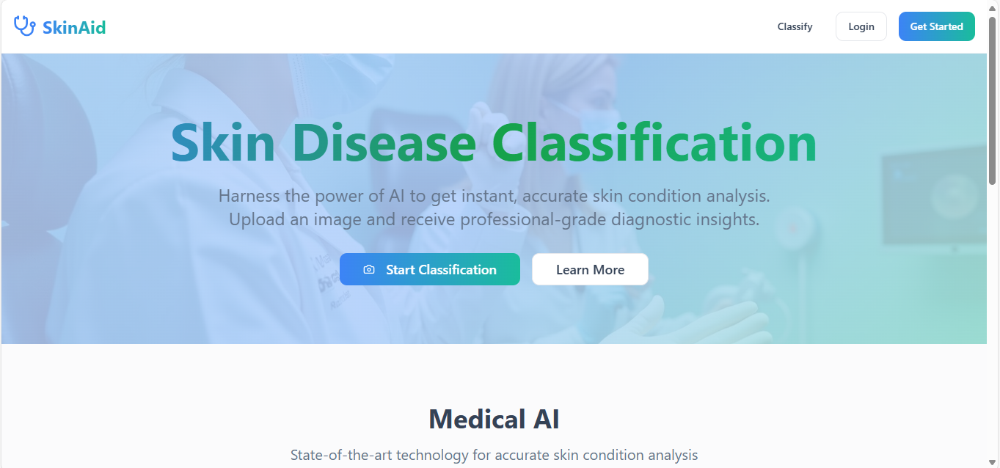 SkinAid
Classify
Login
Get Started
Skin Disease Classification
Harness the power of AI to get instant, accurate skin condition analysis.
Upload an image and receive professional-grade diagnostic insights.
Start Classification
Learn More
Medical AI
State-of-the-art technology for accurate skin condition analysis